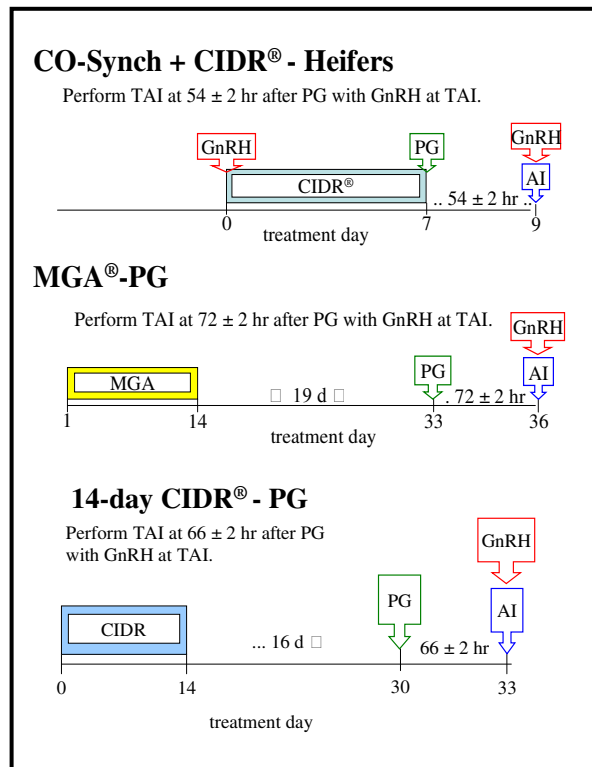 CO-Synch + CIDR® - Heifers
Perform TAI at 54 ± 2 hr after PG with GnRH at TAI.
GnRH
PG
GnRH
CIDR®
AI
.. 54 ± 2 hr ..
0
7
9
treatment day
MGA®-PG
Perform TAI at 72 ± 2 hr after PG with GnRH at TAI.
GnRH
MGA
PG
AI
□ 19 d □
. 72 ± 2 hr
1
14
33
36
treatment day
14-day CIDR® - PG
Perform TAI at 66 ± 2 hr after PG
with GnRH at TAI.
GnRH
PG
AI
CIDR
... 16 d □
66 ± 2 hr
0
14
30
33
treatment day